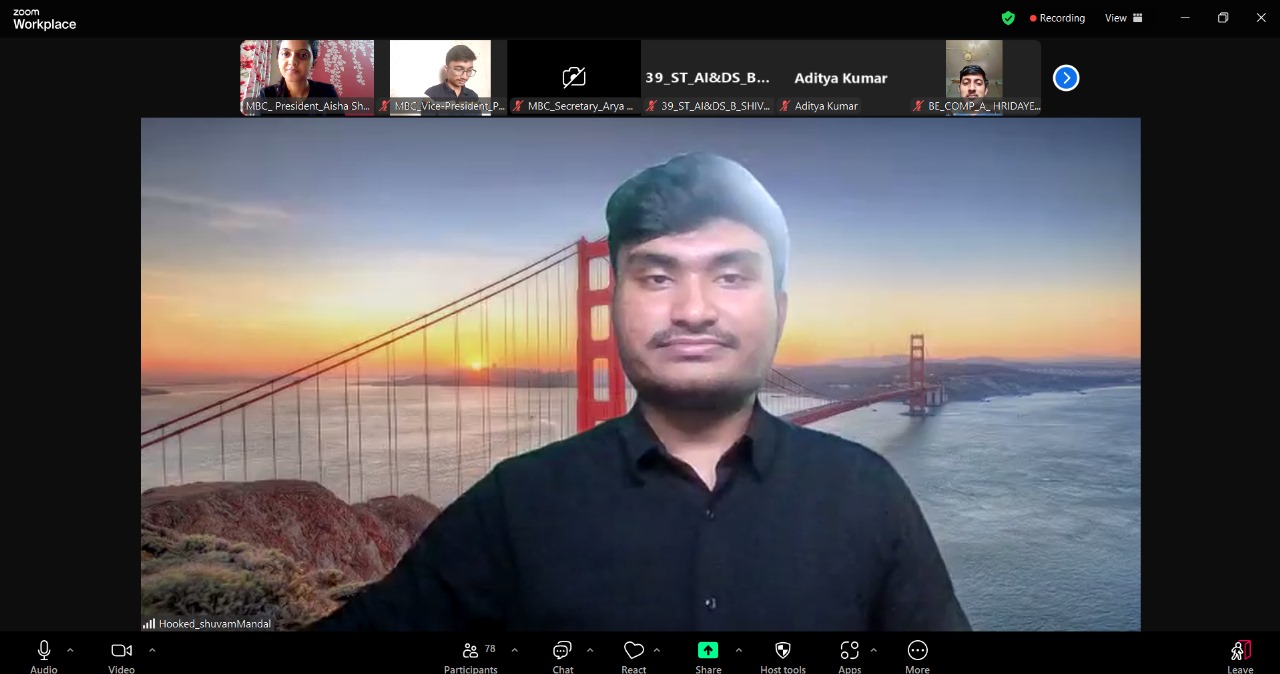 zoom
Workplace
Recording
View
39_ST_AI&DS_B...
Aditya Kumar
MBC_ President_Aisha Sh...
MBC_Vice-President_P...
MBC_Secretary_Arya ...
39_ST_AI&DS_B_SHIV...
Aditya Kumar
BE_COMP_A_ HRIDAYE...
Hooked_shuvamMandal
78
Audio
Video
Participants
Chat
React
Share
Host tools
Apps
More
Leave